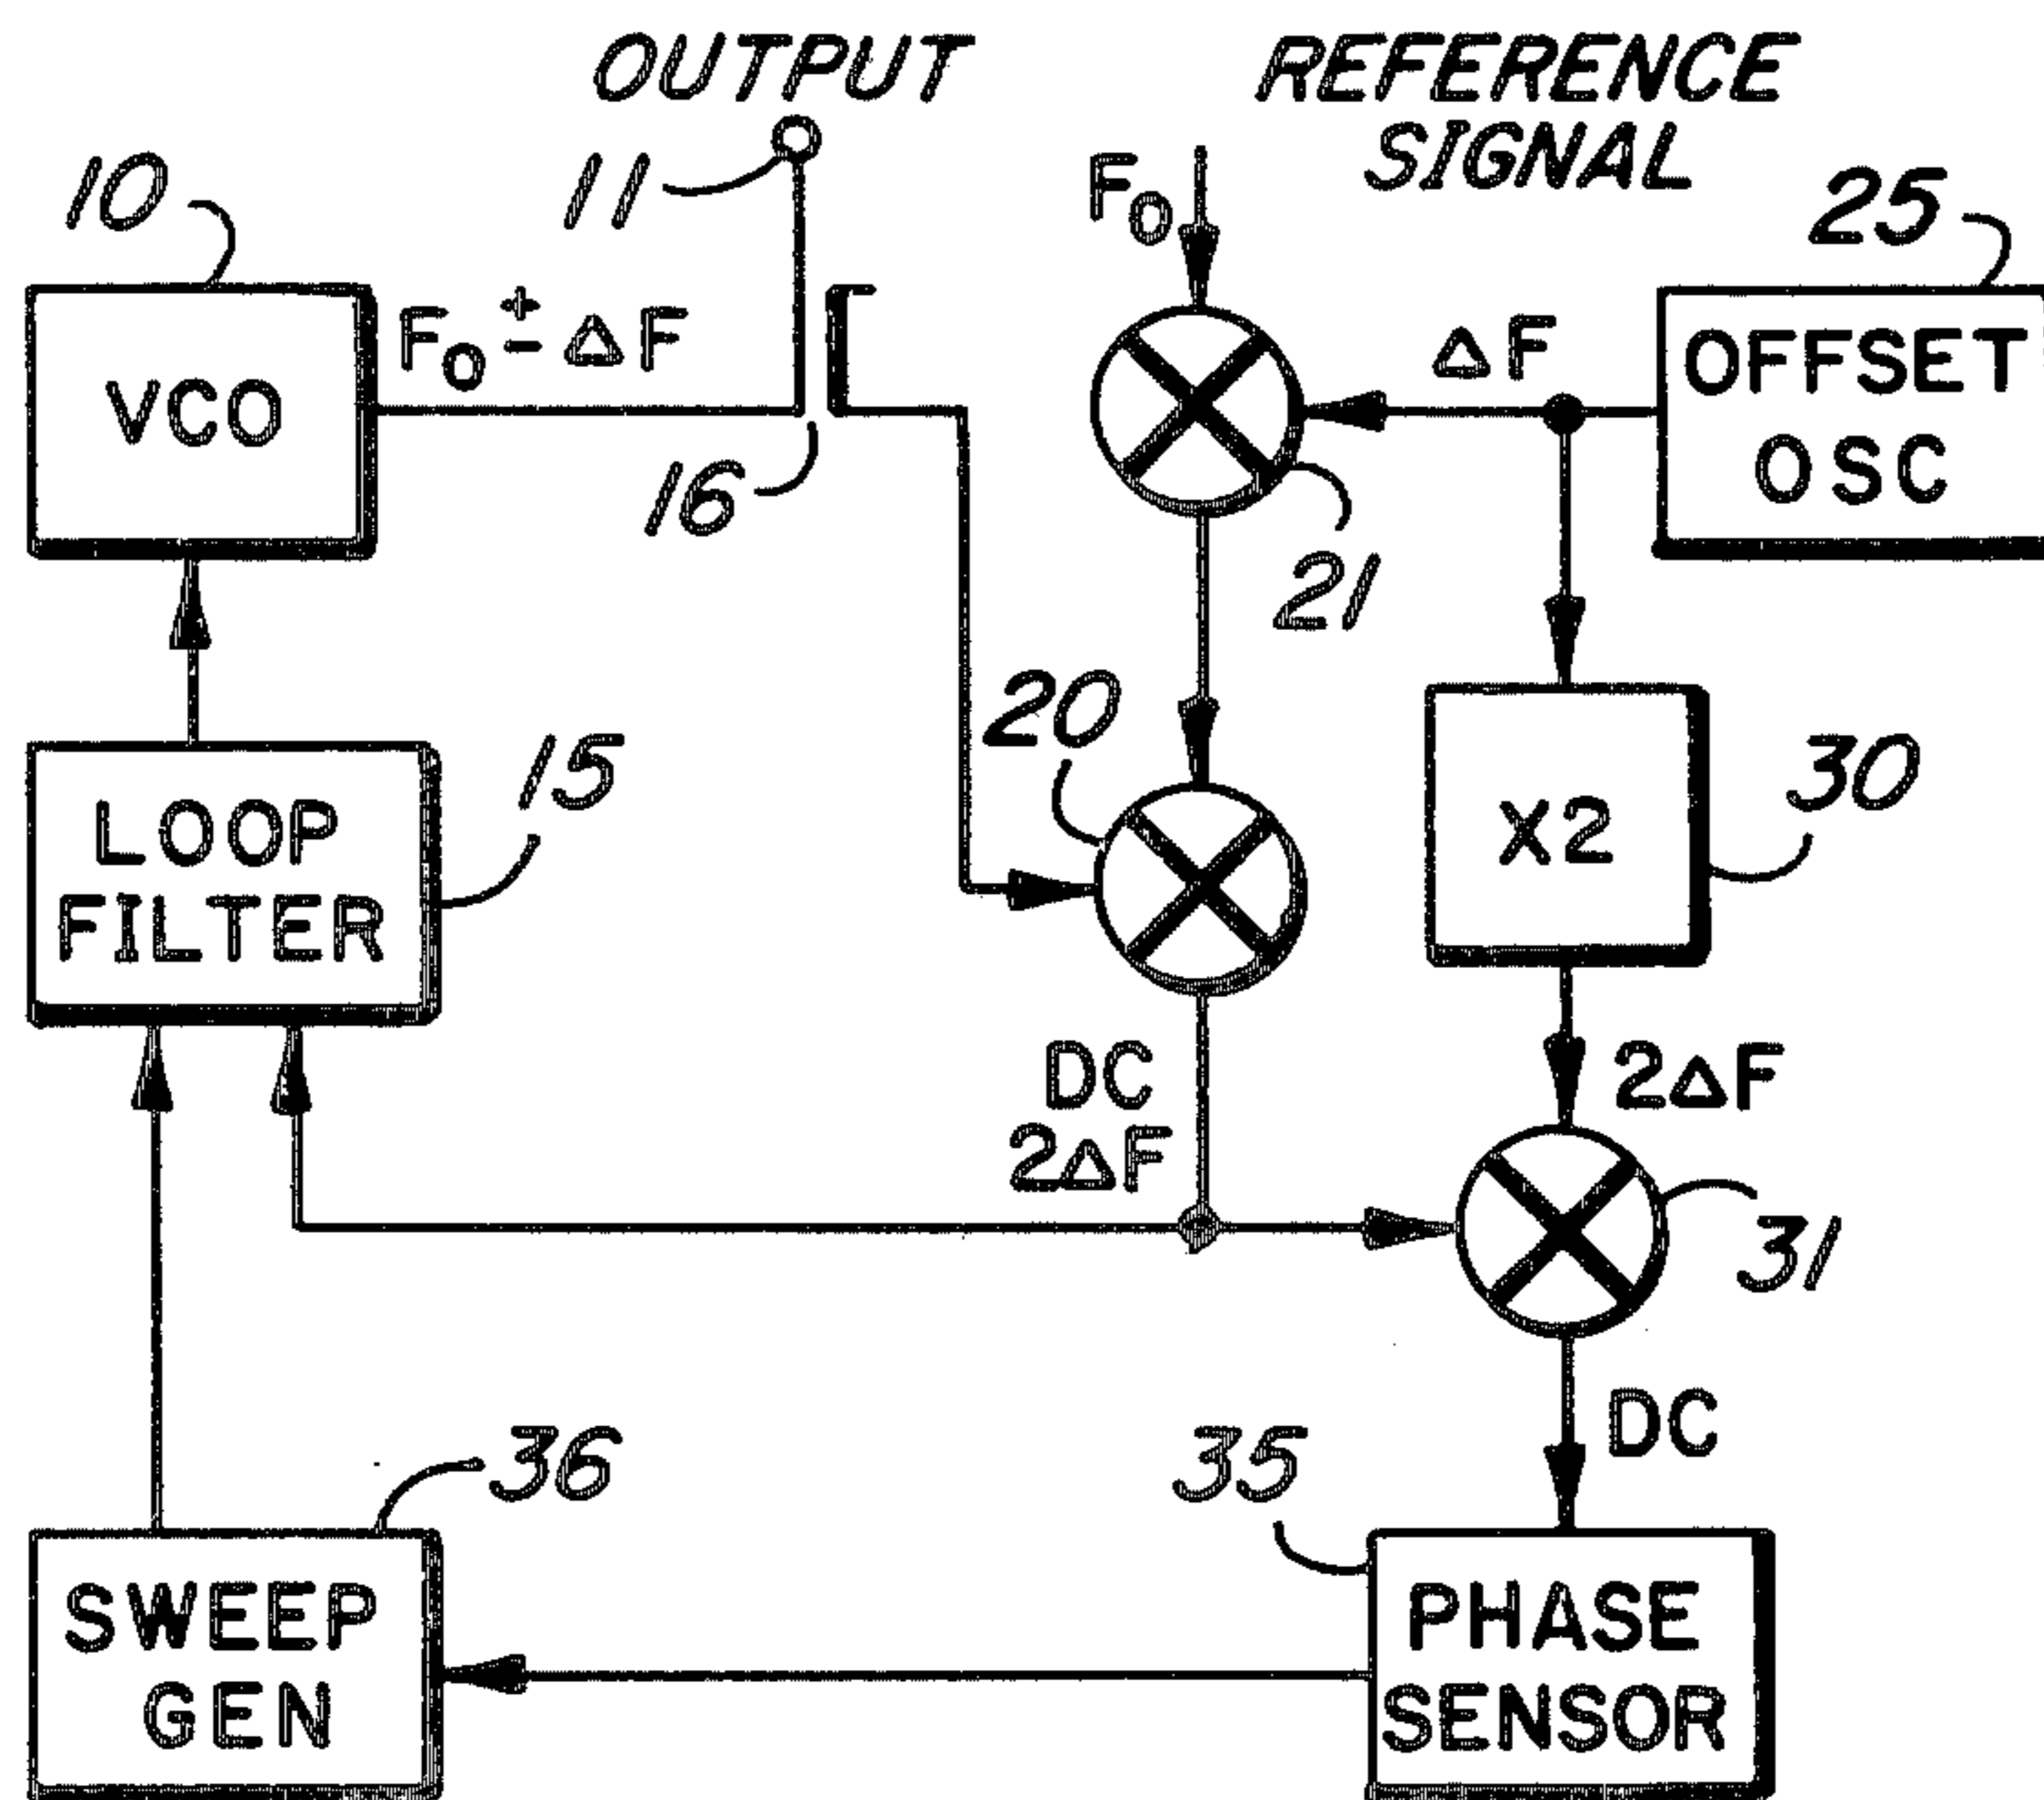 OUTPUT
REFERENCE
SIGNAL
10
11
F₀
25
VCO
F₀ ± ΔF
ΔF
OFFSET
OSC
16
21
20
15
LOOP
FILTER
X2
30
DC
2ΔF
2ΔF
31
DC
36
35
SWEEP
GEN
PHASE
SENSOR